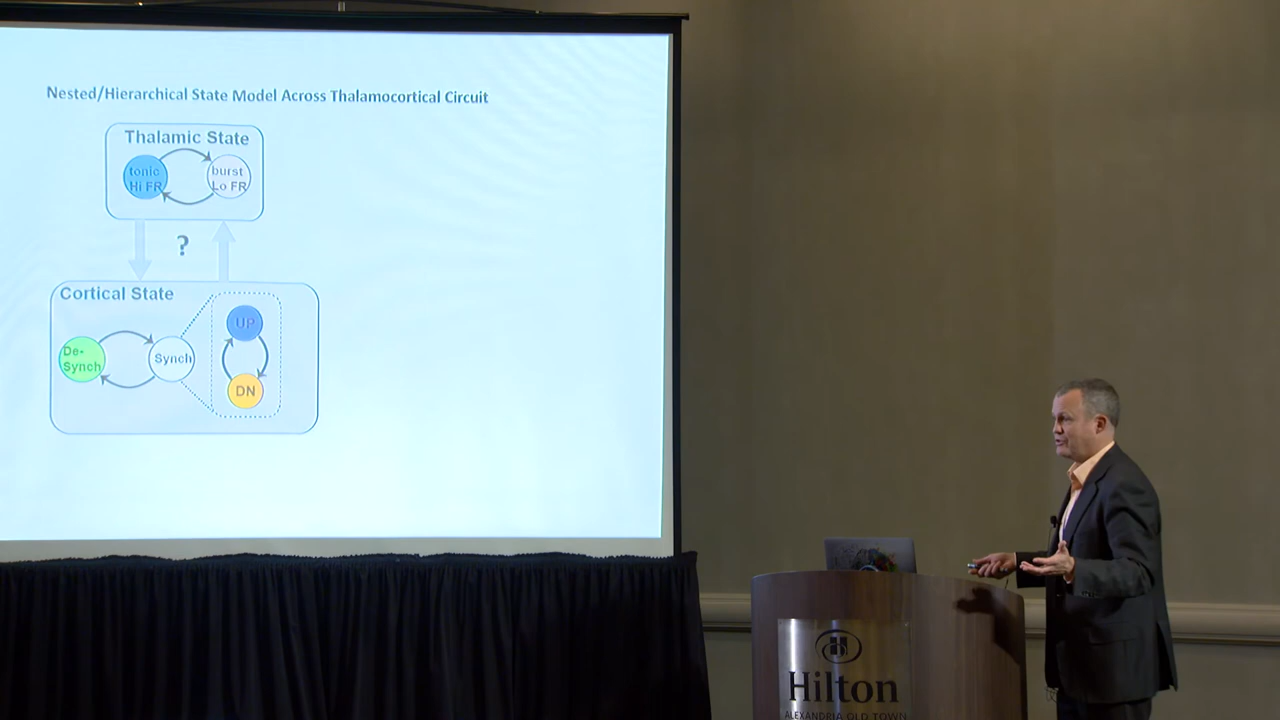 Nested/Hierarchical State Model Across Thalamocortical Circuit
Thalamic State
tonic
Hi FR
burst
Lo FR
?
Cortical State
De-
Synch
Synch
UP
DN
Hilton
ALEXANDRIA OLD TOWN